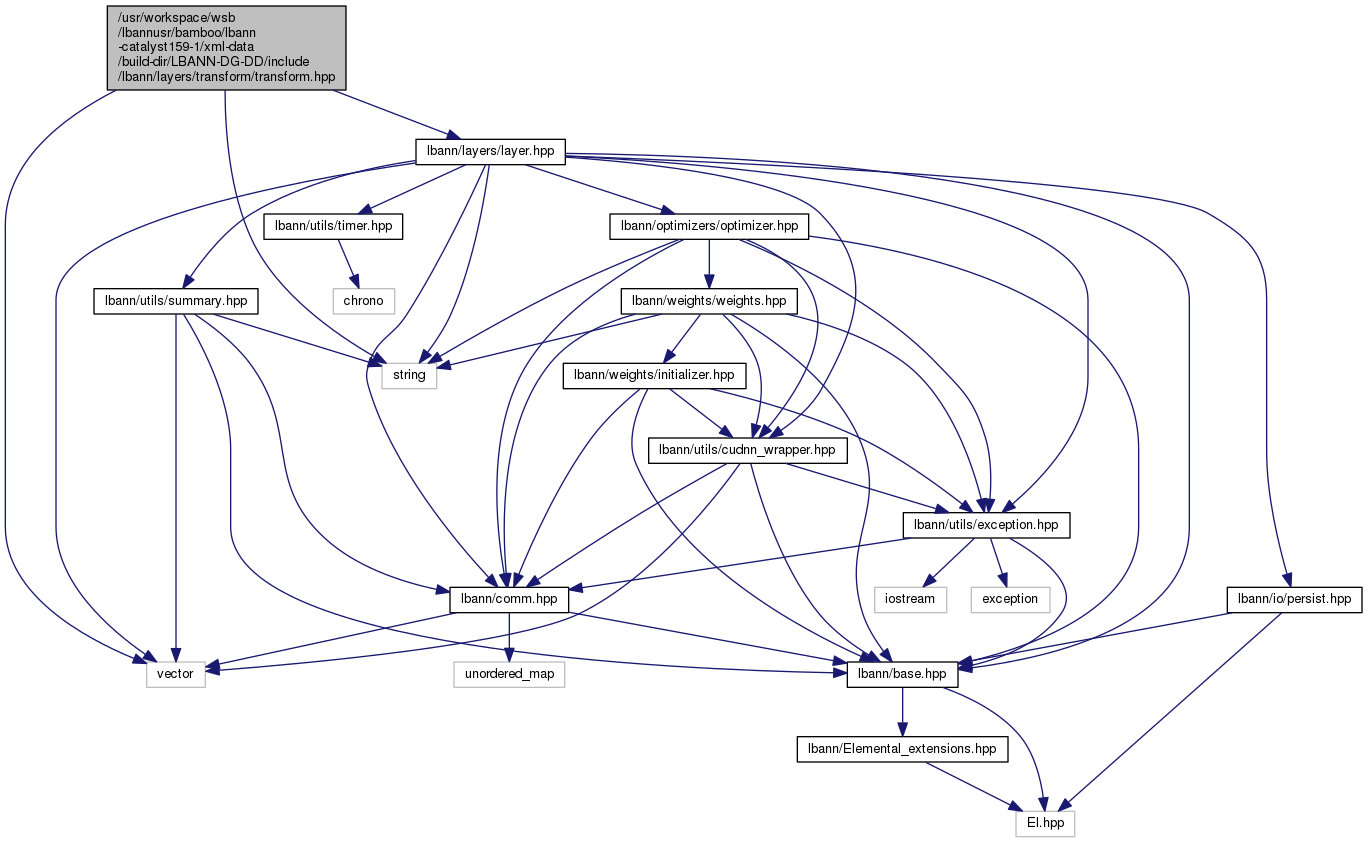 /usr/workspace/wsb
/lbannusr/bamboo/lbann
-catalyst159-1/xml-data
/build-dir/LBANN-DG-DD/include
/lbann/layers/transform/transform.hpp
lbann/layers/layer.hpp
lbann/utils/timer.hpp
lbann/optimizers/optimizer.hpp
lbann/utils/summary.hpp
chrono
lbann/weights/weights.hpp
string
lbann/weights/initializer.hpp
lbann/utils/cudnn_wrapper.hpp
lbann/utils/exception.hpp
lbann/comm.hpp
iostream
exception
lbann/io/persist.hpp
vector
unordered_map
lbann/base.hpp
lbann/Elemental_extensions.hpp
El.hpp